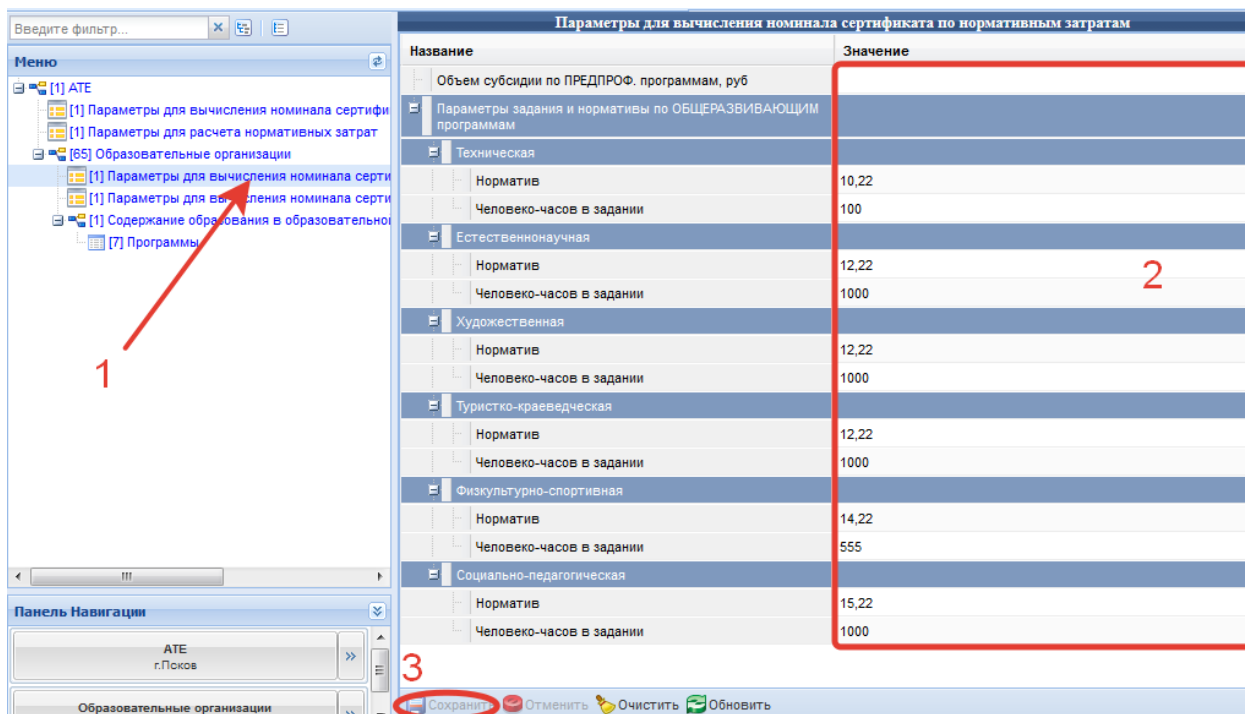 Введите фильтр...
Меню
[1] АТЕ
[1] Параметры для вычисления номинала сертифи
[1] Параметры для расчета нормативных затрат
[65] Образовательные организации
[1] Параметры для вычисления номинала серти
[1] Параметры для вычисления номинала серти
[1] Содержание образования в образовательной
[7] Программы
1
Панель Навигации
АТЕ
г.Псков
Образовательные организации
Параметры для вычисления номинала сертификата по нормативным затратам
Название Значение
Объем субсидии по ПРЕДПРОФ. программам, руб
Параметры задания и нормативы по ОБЩЕРАЗВИВАЮЩИМ
программам
Техническая
Норматив 10,22
Человеко-часов в задании 100
Естественнонаучная
Норматив 12,22
Человеко-часов в задании 1000
2
Художественная
Норматив 12,22
Человеко-часов в задании 1000
Туристко-краеведческая
Норматив 12,22
Человеко-часов в задании 1000
Физкультурно-спортивная
Норматив 14,22
Человеко-часов в задании 555
Социально-педагогическая
Норматив 15,22
Человеко-часов в задании 1000
3
Сохранить Отменить Очистить Обновить